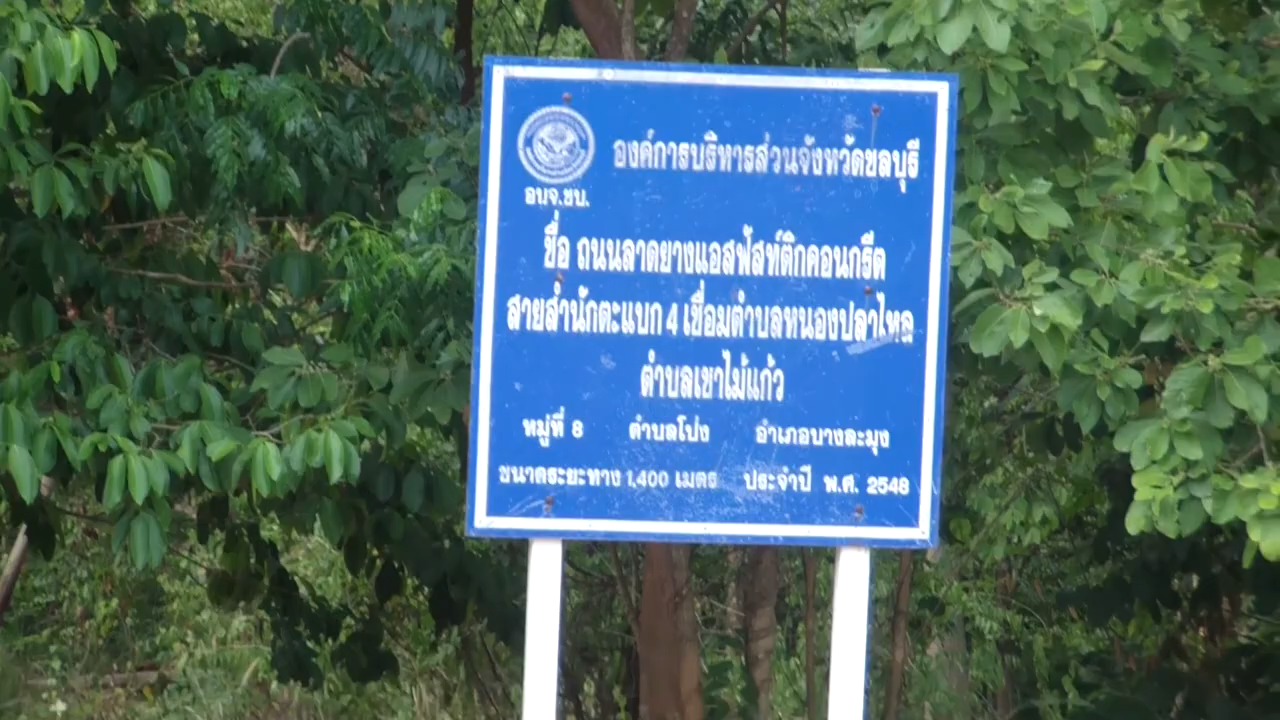 องค์การบริหารส่วนจังหวัดชลบุรี
อบจ.ชบ.
ชื่อ ถนนลาดยางแอสฟัสท์ติกคอนกรีต
สายสำนักตะแบก 4 เชื่อมตำบลหนองปลาไหล
ตำบลเขาไม้แก้ว
หมู่ที่ 8 ตำบลโป่ง อำเภอบางละมุง
ขนาดระยะทาง 1,400 เมตร ประจำปี พ.ศ. 2548